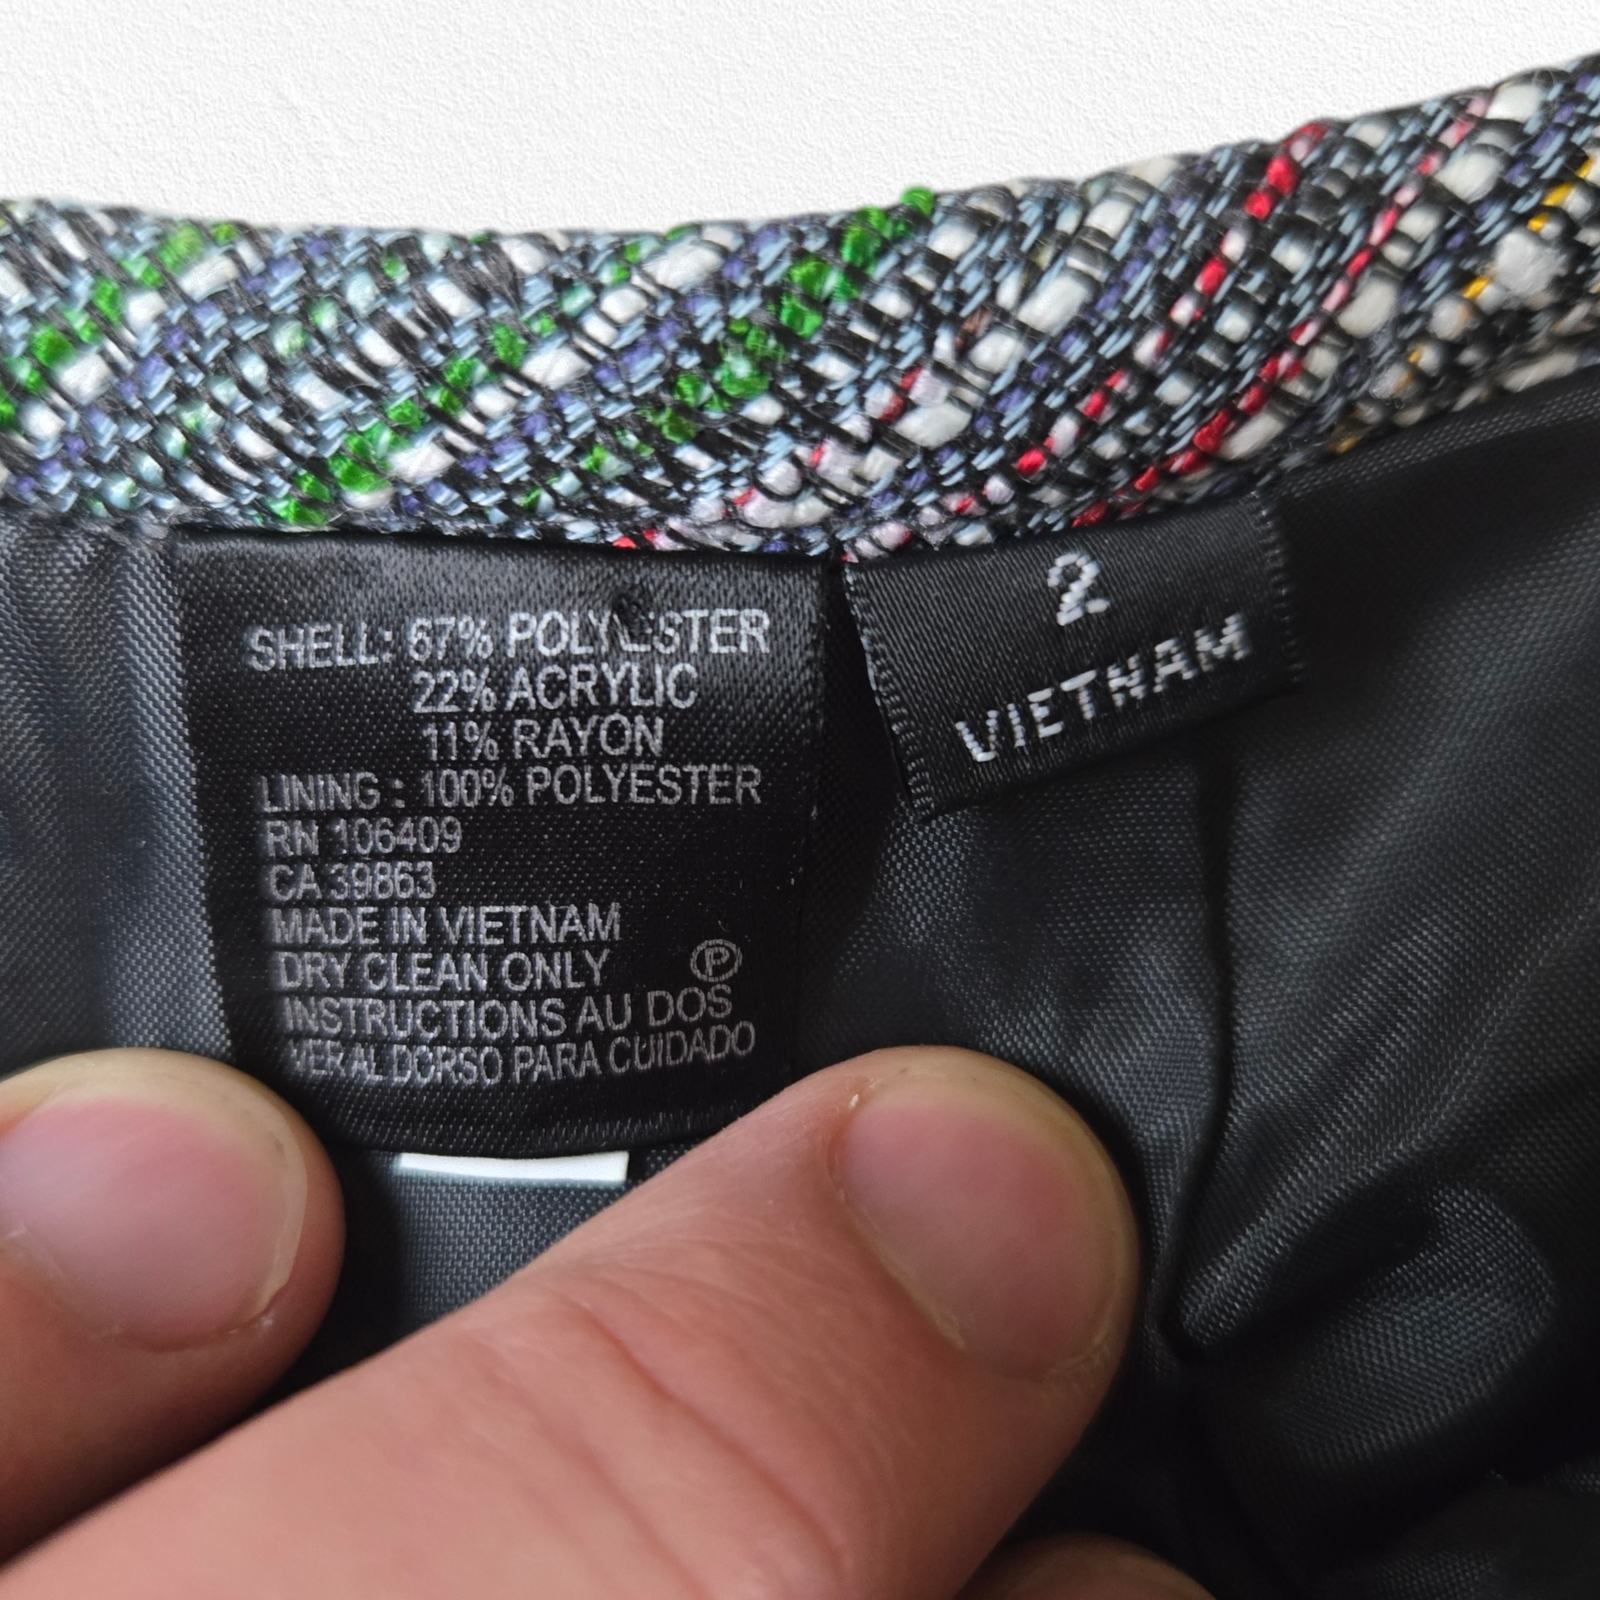 SHELL: 67% POLYESTER
22% ACRYLIC
11% RAYON
LINING : 100% POLYESTER
RN 106409
CA 39863
MADE IN VIETNAM
DRY CLEAN ONLY Ⓟ
INSTRUCTIONS AU DOS
VER AL DORSO PARA CUIDADO
2
VIETNAM